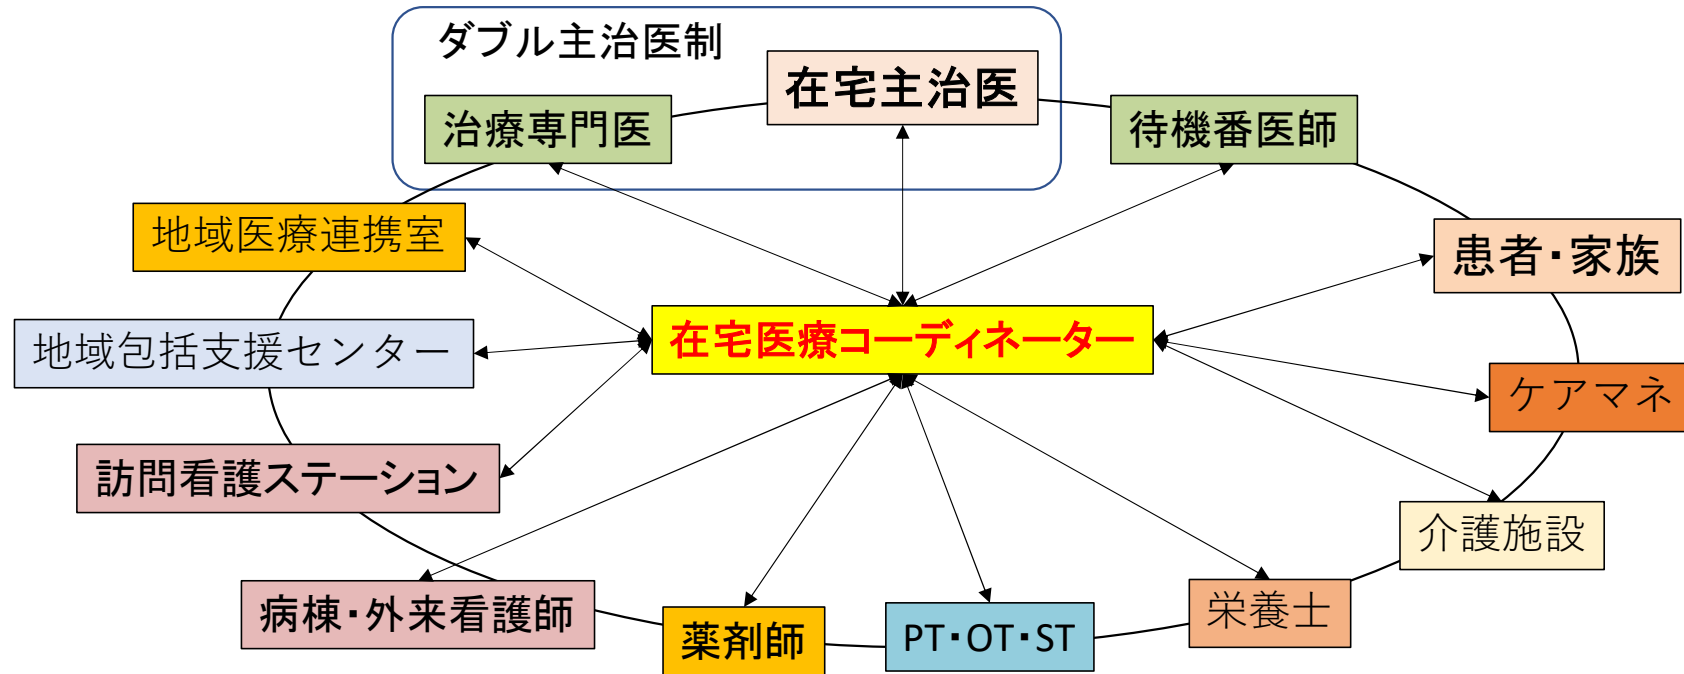 ダブル主治医制
在宅主治医
治療専門医
待機番医師
地域医療連携室
患者・家族
在宅医療コーディネーター
地域包括支援センター
ケアマネ
訪問看護ステーション
介護施設
病棟・外来看護師
薬剤師
PT・OT・ST
栄養士